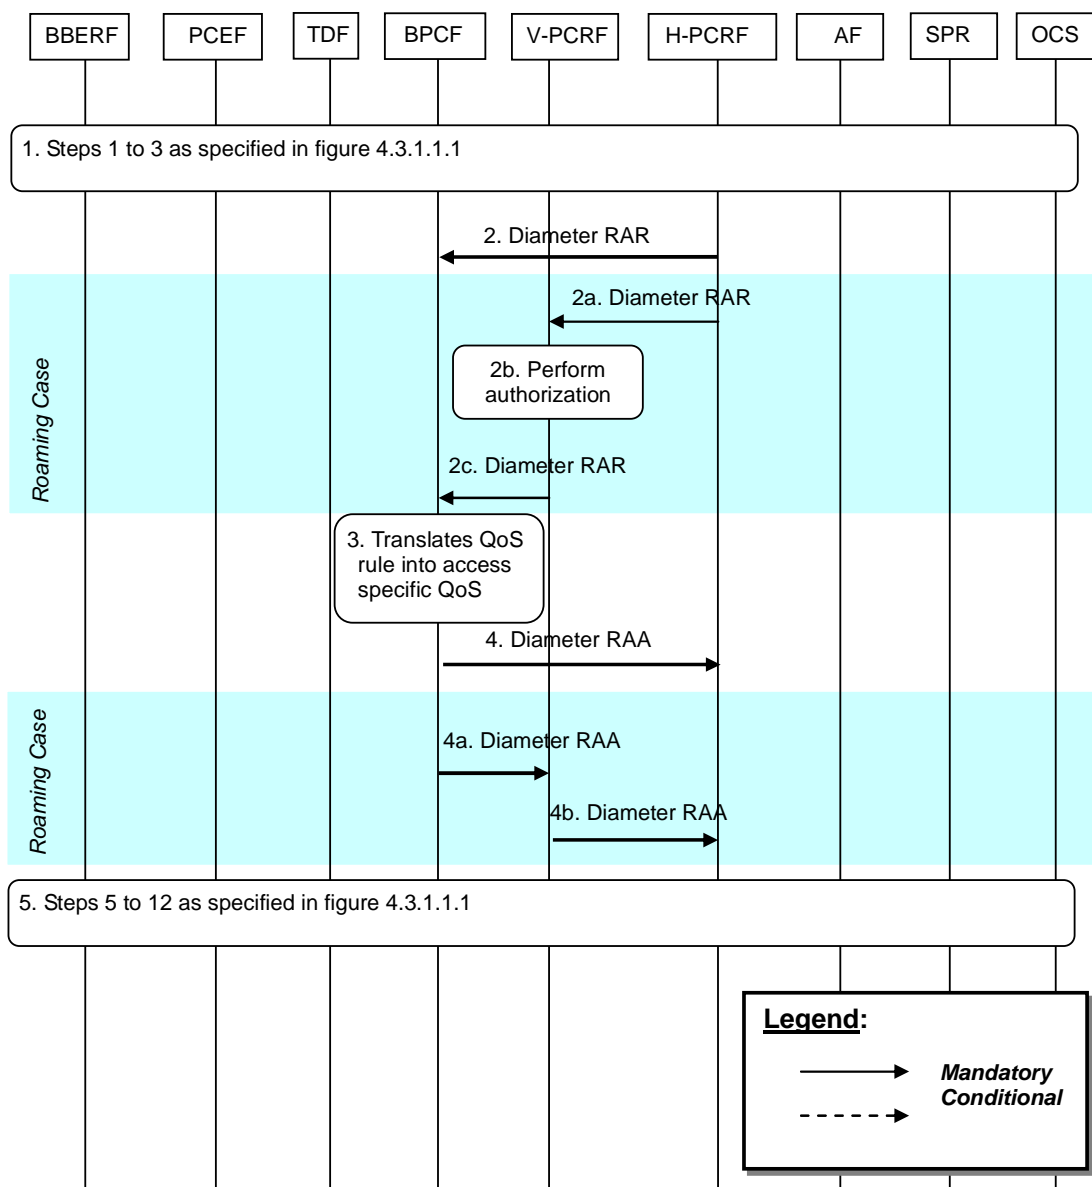 BBERF PCEF TDF BPCF V-PCRF H-PCRF AF SPR OCS
1. Steps 1 to 3 as specified in figure 4.3.1.1.1
2. Diameter RAR
Roaming Case
2a. Diameter RAR
2b. Perform
authorization
2c. Diameter RAR
3. Translates QoS
rule into access
specific QoS
4. Diameter RAA
Roaming Case
4a. Diameter RAA
4b. Diameter RAA
5. Steps 5 to 12 as specified in figure 4.3.1.1.1
Legend:
Mandatory
Conditional